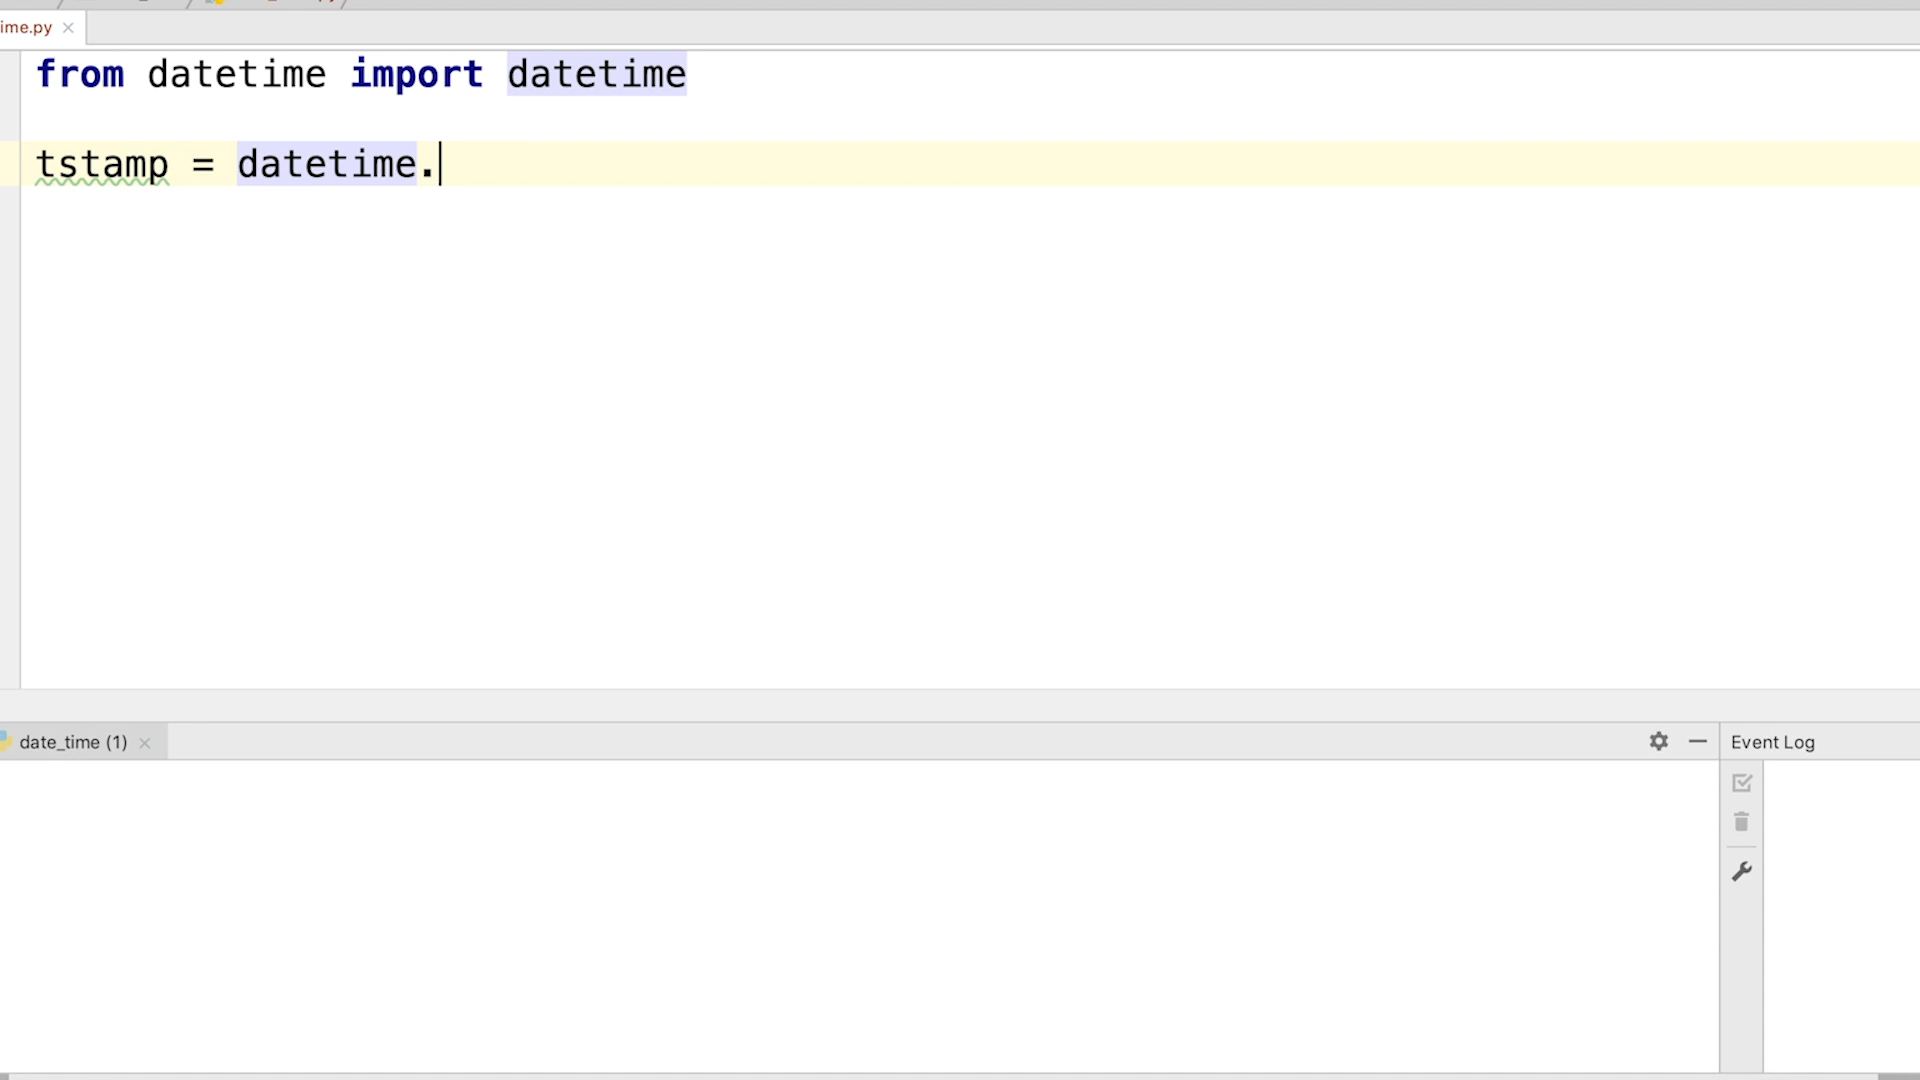 ime.py
from datetime import datetime
tstamp = datetime.
date_time (1)
Event Log